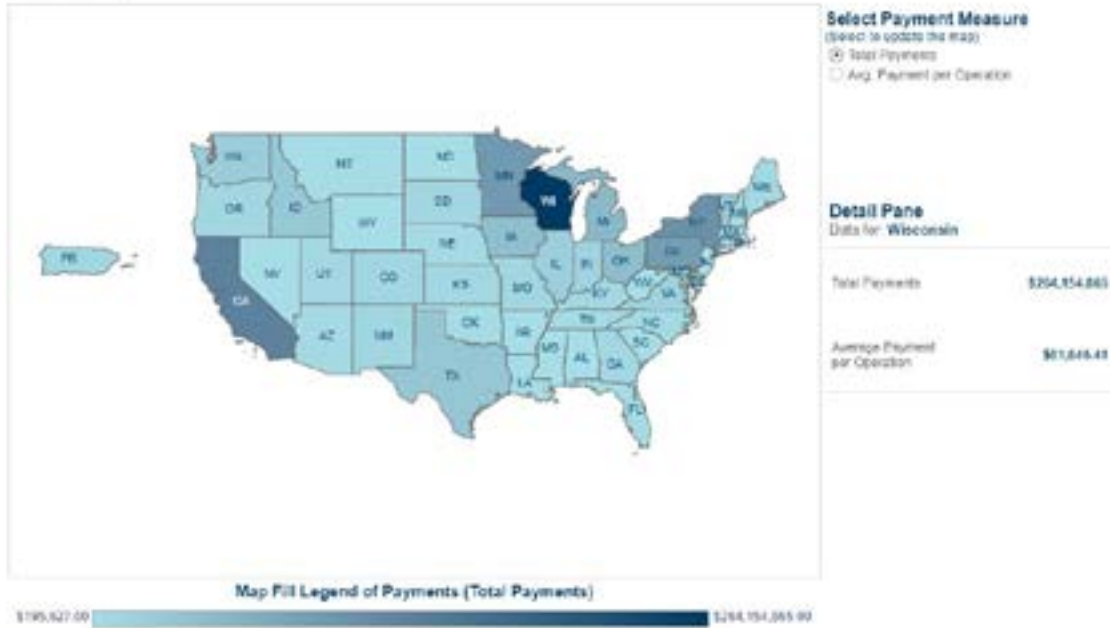 Select Payment Measure
(Select to update the map)
Total Payments
Avg. Payment per Operation
WA
MT
ND
MN
WI
ME
OR
ID
SD
MI
NY
WY
IA
PA
PR
NE
NV
UT
CO
IL
IN
OH
CA
KS
MO
KY
WV
VA
AZ
NM
OK
AR
TN
NC
SC
MS
AL
GA
TX
LA
FL
Detail Pane
Data for: Wisconsin
Total Payments
Average Payment
per Operation
Map Fill Legend of Payments (Total Payments)